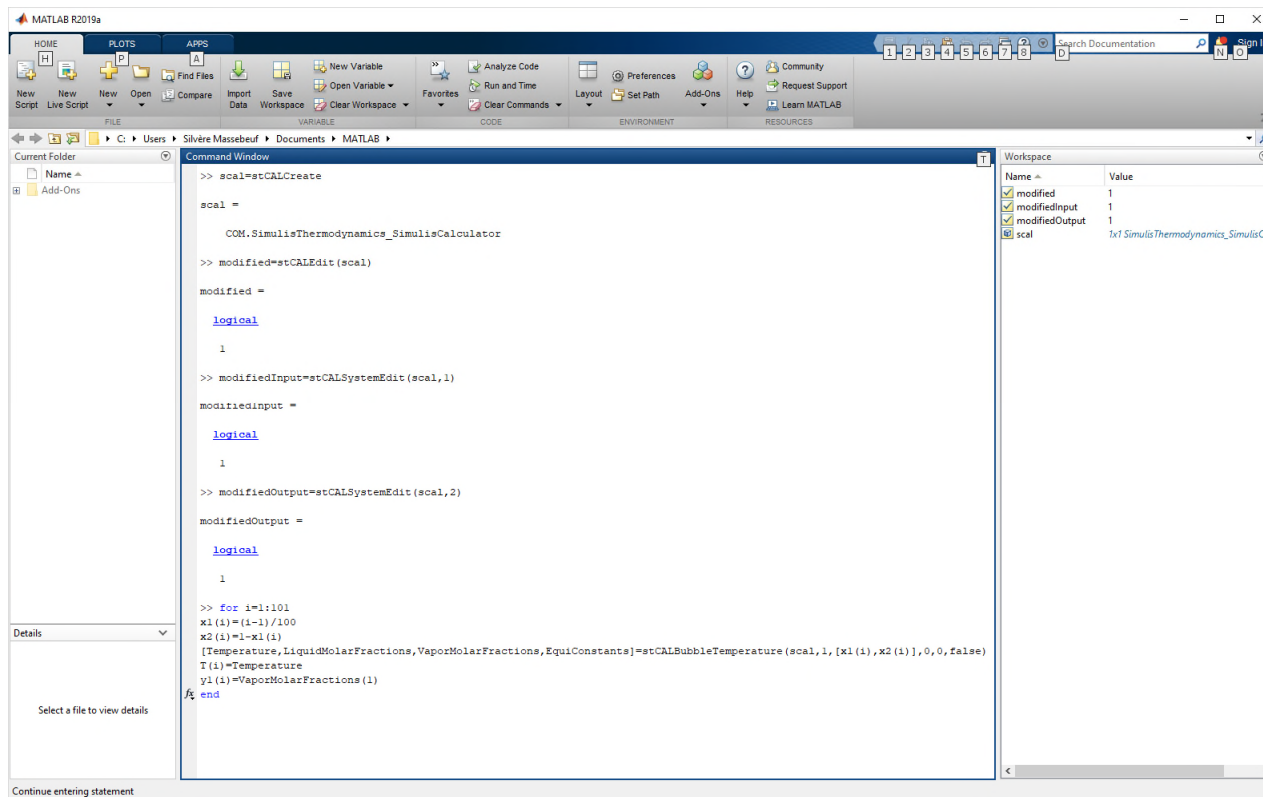 MATLAB R2019a
HOME PLOTS APPS
H P A
1 2 3 4 5 6 7 8 Search Documentation D Sign I N O
New Script
New Live Script
New
Open
Find Files
Compare
Import Data
Save Workspace
New Variable
Open Variable
Clear Workspace
Favorites
Analyze Code
Run and Time
Clear Commands
Layout
Preferences
Set Path
Add-Ons
Help
Community
Request Support
Learn MATLAB
FILE VARIABLE CODE ENVIRONMENT RESOURCES
C: Users Silvère Massebeuf Documents MATLAB
Current Folder
Name
Add-Ons
Details
Select a file to view details
Command Window T
>> scal=stCALCreate
scal =
COM.SimulisThermodynamics_SimulisCalculator
>> modified=stCALEdit(scal)
modified =
logical
1
>> modifiedInput=stCALSystemEdit(scal,1)
modifiedInput =
logical
1
>> modifiedOutput=stCALSystemEdit(scal,2)
modifiedOutput =
logical
1
>> for i=1:101
x1(i)=(i-1)/100
x2(i)=1-x1(i)
[Temperature,LiquidMolarFractions,VaporMolarFractions,EquiConstants]=stCALBubbleTemperature(scal,1,[x1(i),x2(i)],0,0,false)
T(i)=Temperature
y1(i)=VaporMolarFractions(1)
fx end
Workspace
Name Value
modified 1
modifiedInput 1
modifiedOutput 1
scal 1x1 SimulisThermodynamics_SimulisC
Continue entering statement